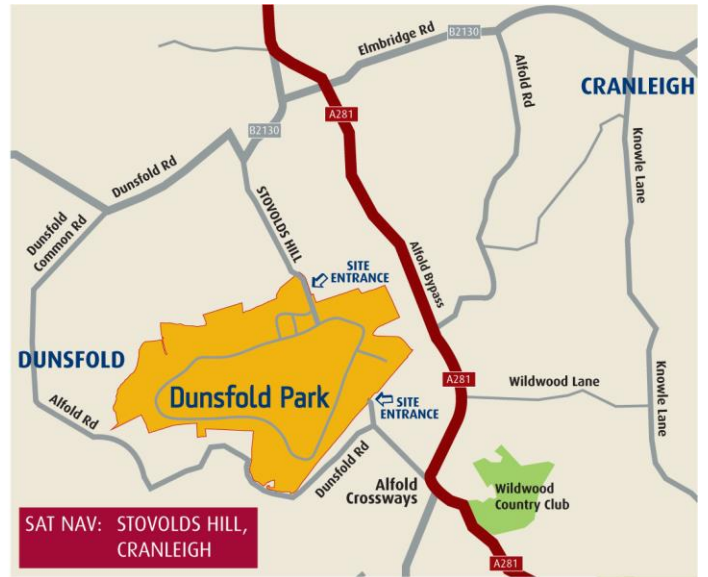 Elmbridge Rd
B2130
Alfold Rd
CRANLEIGH
A281
B2130
Dunsfold Rd
Knowle Lane
Dunsfold
Common Rd
STOVOLDS HILL
SITE
ENTRANCE
Alfold Bypass
DUNSFOLD
Dunsfold Park
A281
Wildwood Lane
Knowle Lane
SITE
ENTRANCE
Alfold Rd
Dunsfold Rd
Alfold
Crossways
Wildwood
Country Club
SAT NAV: STOVOLDS HILL,
CRANLEIGH
A281